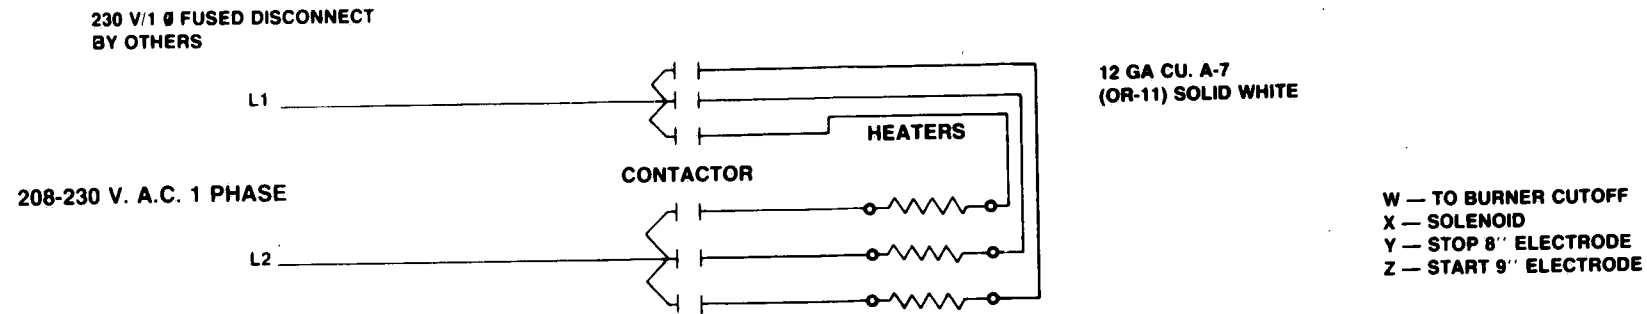 230 V/1 Ø FUSED DISCONNECT
BY OTHERS
12 GA CU. A-7
(OR-11) SOLID WHITE
L1
HEATERS
CONTACTOR
208-230 V. A.C. 1 PHASE
W — TO BURNER CUTOFF
X — SOLENOID
Y — STOP 8'' ELECTRODE
Z — START 9'' ELECTRODE
L2